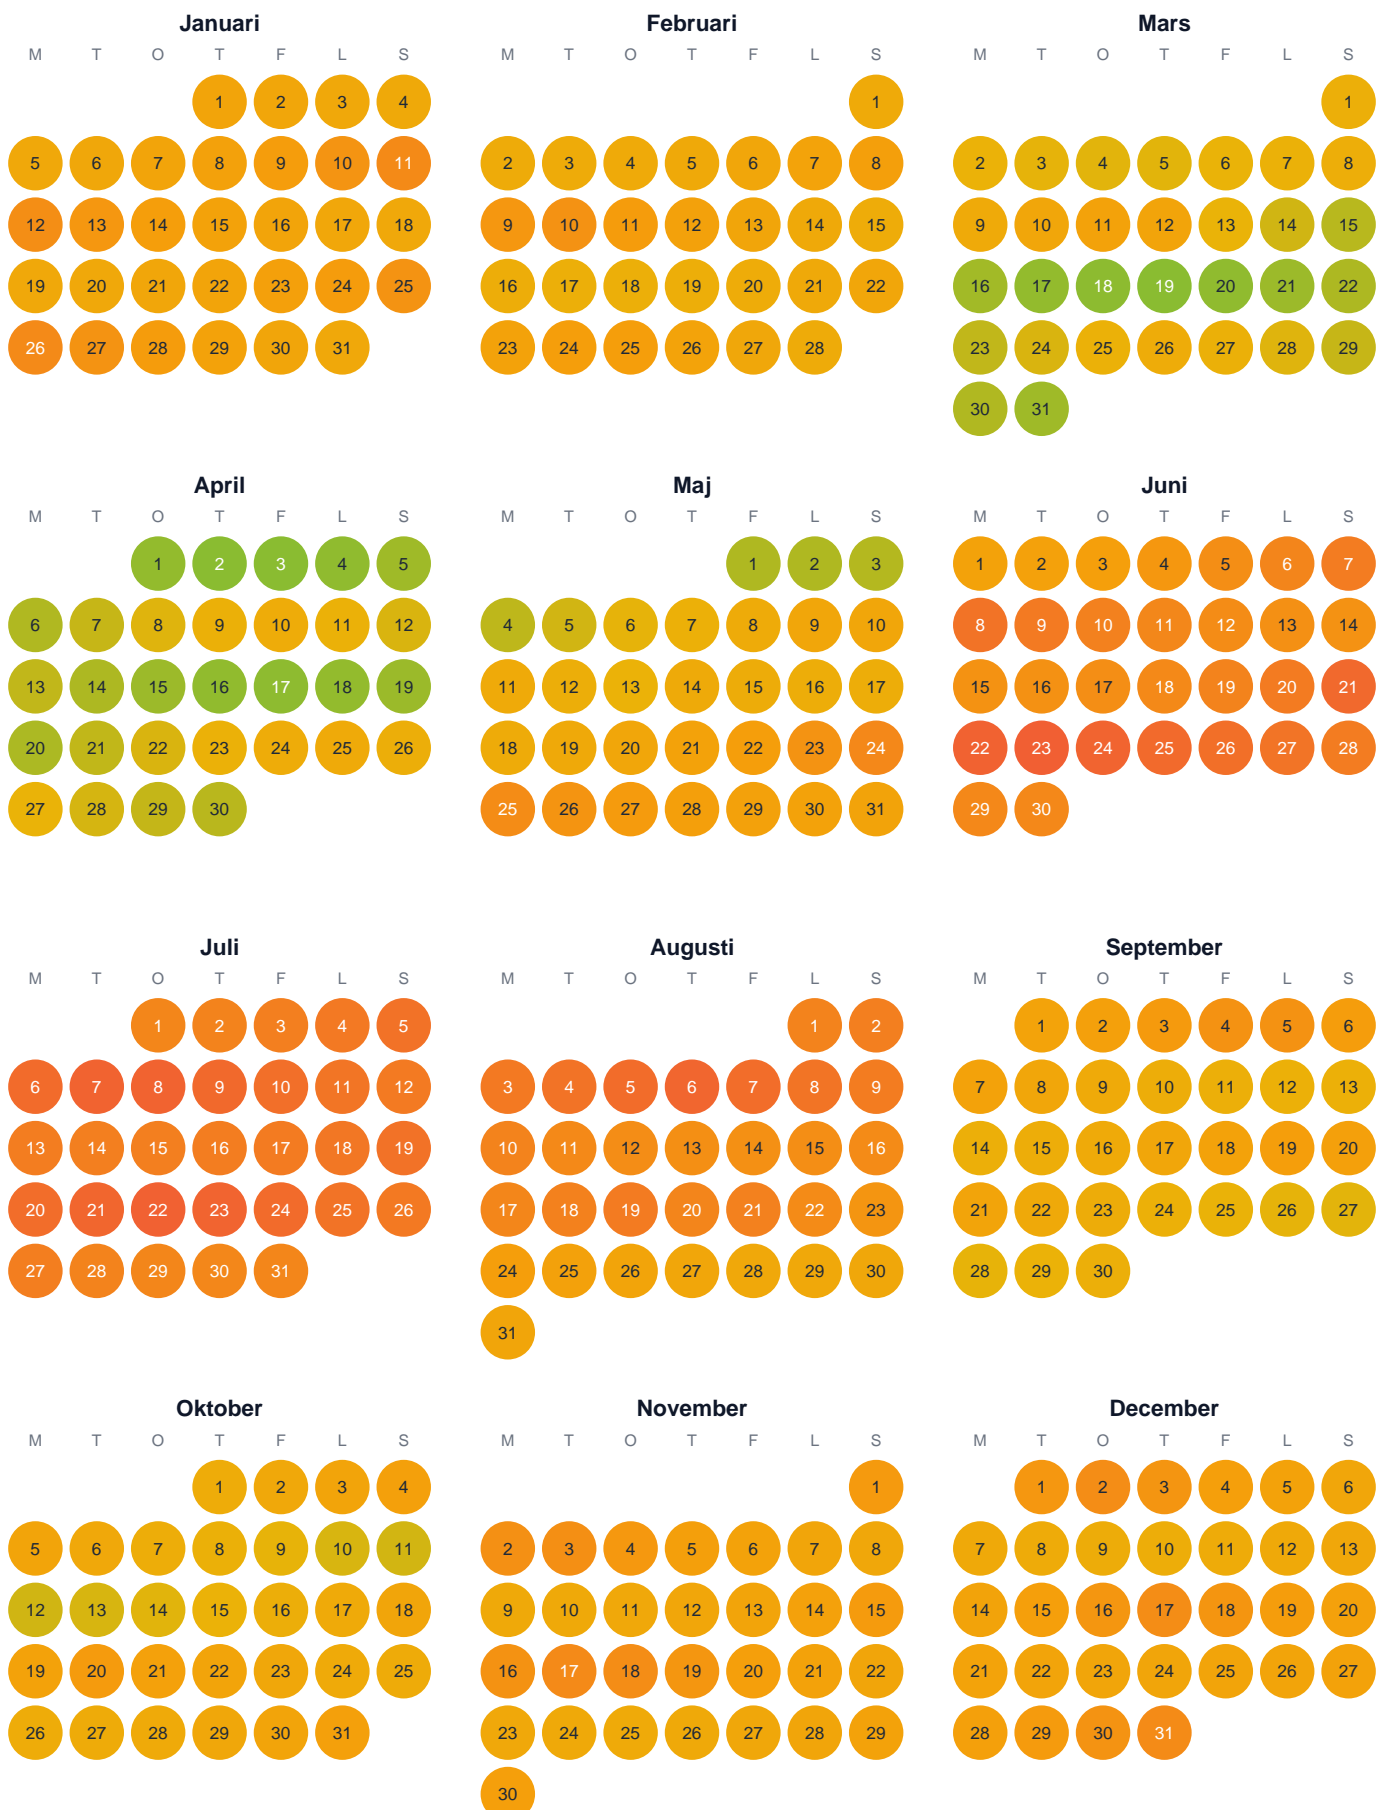 Januari Februari Mars
M T O T F L S M T O T F L S M T O T F L S
1 2 3 4 1 1
5 6 7 8 9 10 11 2 3 4 5 6 7 8 2 3 4 5 6 7 8
12 13 14 15 16 17 18 9 10 11 12 13 14 15 9 10 11 12 13 14 15
19 20 21 22 23 24 25 16 17 18 19 20 21 22 16 17 18 19 20 21 22
26 27 28 29 30 31 23 24 25 26 27 28 23 24 25 26 27 28 29
30 31
April Maj Juni
M T O T F L S M T O T F L S M T O T F L S
1 2 3 4 5 1 2 3 1 2 3 4 5 6 7
6 7 8 9 10 11 12 4 5 6 7 8 9 10 8 9 10 11 12 13 14
13 14 15 16 17 18 19 11 12 13 14 15 16 17 15 16 17 18 19 20 21
20 21 22 23 24 25 26 18 19 20 21 22 23 24 22 23 24 25 26 27 28
27 28 29 30 25 26 27 28 29 30 31 29 30
Juli Augusti September
M T O T F L S M T O T F L S M T O T F L S
1 2 3 4 5 1 2 1 2 3 4 5 6
6 7 8 9 10 11 12 3 4 5 6 7 8 9 7 8 9 10 11 12 13
13 14 15 16 17 18 19 10 11 12 13 14 15 16 14 15 16 17 18 19 20
20 21 22 23 24 25 26 17 18 19 20 21 22 23 21 22 23 24 25 26 27
27 28 29 30 31 24 25 26 27 28 29 30 28 29 30
31
Oktober November December
M T O T F L S M T O T F L S M T O T F L S
1 2 3 4 1 1 2 3 4 5 6
5 6 7 8 9 10 11 2 3 4 5 6 7 8 7 8 9 10 11 12 13
12 13 14 15 16 17 18 9 10 11 12 13 14 15 14 15 16 17 18 19 20
19 20 21 22 23 24 25 16 17 18 19 20 21 22 21 22 23 24 25 26 27
26 27 28 29 30 31 23 24 25 26 27 28 29 28 29 30 31
30